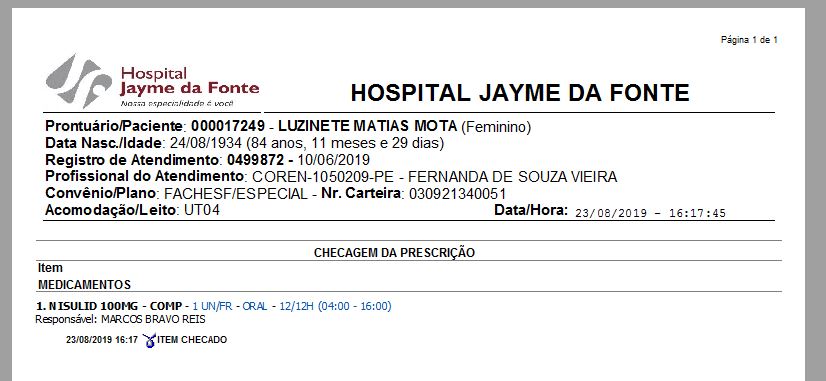 Página 1 de 1
Hospital
Jayme da Fonte
Nossa especialidade é você
HOSPITAL JAYME DA FONTE
Prontuário/Paciente: 000017249 - LUZINETE MATIAS MOTA (Feminino)
Data Nasc./Idade: 24/08/1934 (84 anos, 11 meses e 29 dias)
Registro de Atendimento: 0499872 - 10/06/2019
Profissional do Atendimento: COREN-1050209-PE - FERNANDA DE SOUZA VIEIRA
Convênio/Plano: FACHESF/ESPECIAL - Nr. Carteira: 030921340051
Acomodação/Leito: UT04 Data/Hora: 23/08/2019 - 16:17:45
CHECAGEM DA PRESCRIÇÃO
Item
MEDICAMENTOS
1. NISULID 100MG - COMP - 1 UN/FR - ORAL - 12/12H (04:00 - 16:00)
Responsável: MARCOS BRAVO REIS
23/08/2019 16:17 ITEM CHECADO